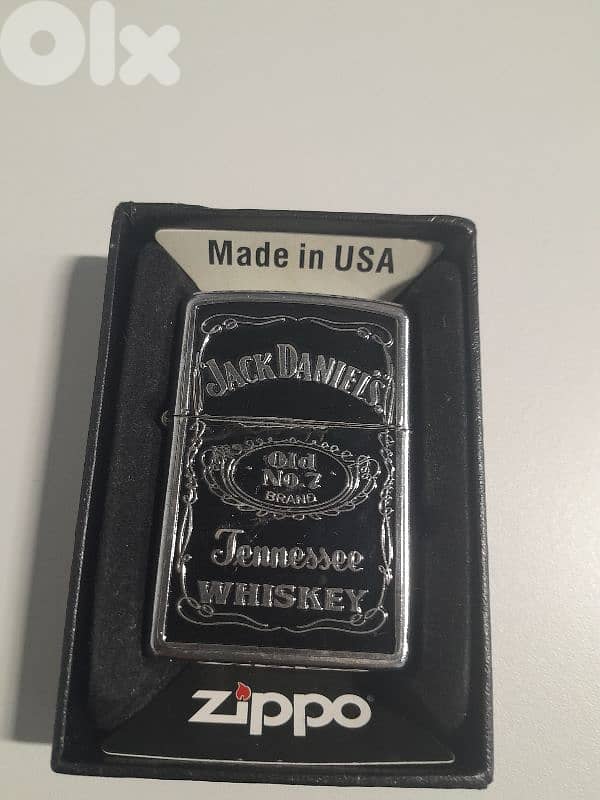 Olx
Made in USA
JACK DANIEL'S
Old
No.7
BRAND
Tennessee
WHISKEY
zippo